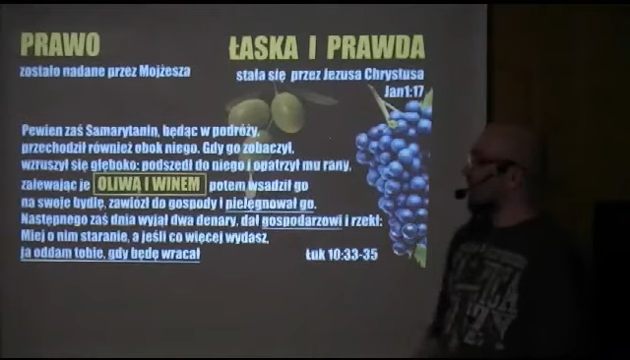 PRAWO
zostało nadane przez Mojżesza
ŁASKA I PRAWDA
stała się przez Jezusa Chrystusa
Jan1:17
Pewien zaś Samarytanin, będąc w podróży,
przechodził również obok niego. Gdy go zobaczył,
wzruszył się głęboko: podszedł do niego i opatrzył mu rany,
zalewając je OLIWĄ I WINEM potem wsadził go
na swoje bydlę, zawiózł do gospody i pielęgnował go.
Następnego zaś dnia wyjął dwa denary, dał gospodarzowi i rzekł:
Miej o nim staranie, a jeśli co więcej wydasz,
ja oddam tobie, gdy będę wracał
Łuk 10:33-35